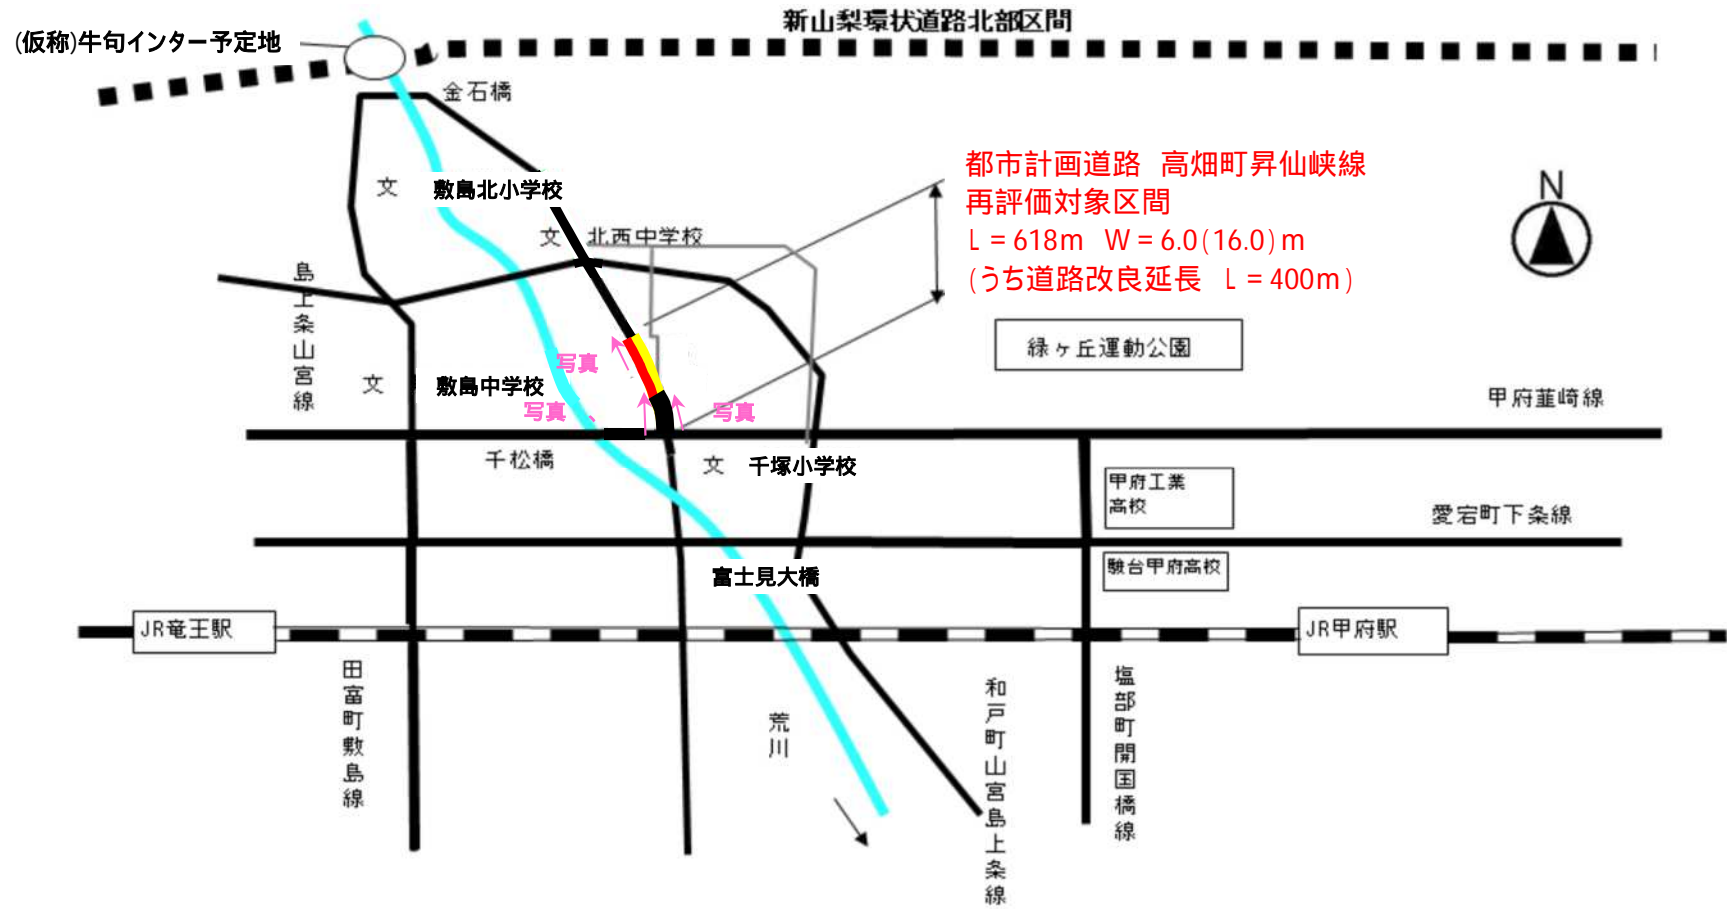 新山梨環状道路北部区間
(仮称)牛句インター予定地
金石橋
都市計画道路 高畑町昇仙峡線
再評価対象区間
L = 618m W = 6.0(16.0)m
(うち道路改良延長 L = 400m)
N
文 敷島北小学校
文 北西中学校
島上条山宮線
緑ヶ丘運動公園
写真
文 敷島中学校
写真
写真
甲府韮崎線
千松橋
文 千塚小学校
甲府工業
高校
愛宕町下条線
富士見大橋
駿台甲府高校
JR竜王駅
JR甲府駅
田富町敷島線
荒川
和戸町山宮島上条線
塩部町開国橋線